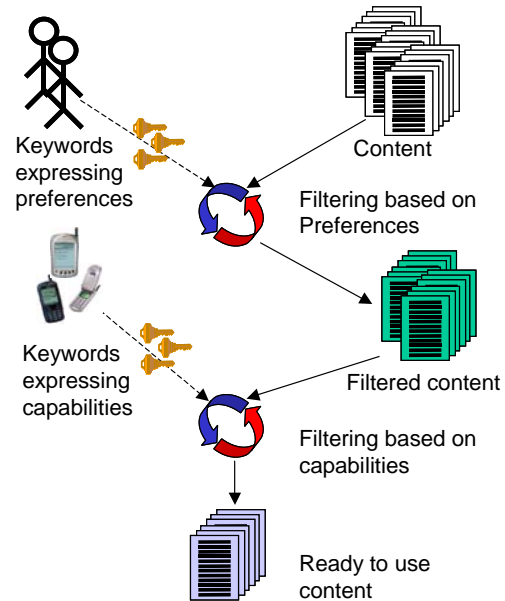 Keywords
expressing
preferences
Content
Filtering based on
Preferences
Keywords
expressing
capabilities
Filtered content
Filtering based on
capabilities
Ready to use
content